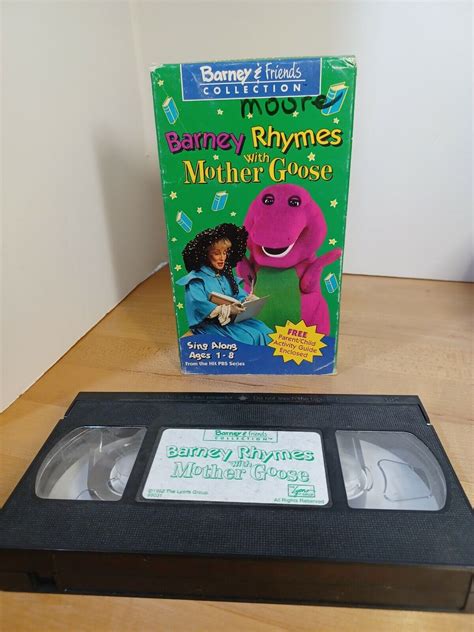 Barney & Friends
COLLECTION
moore
Barney Rhymes
with
Mother Goose
Sing Along
Ages 1 - 8
From the Hit PBS Series
FREE
Parent/Child
Activity Guide
Enclosed
Barney & Friends
COLLECTION™
Barney Rhymes
with
Mother Goose
©1992 The Lyons Group
All Rights Reserved